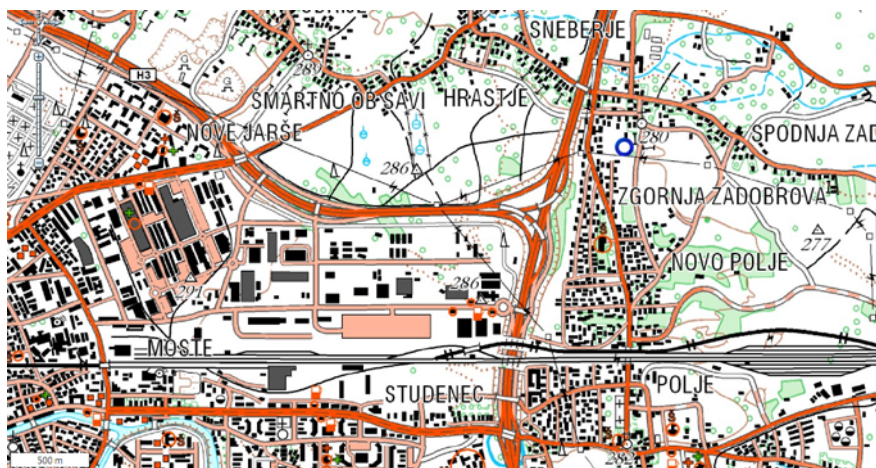 SNEBERJE
H3
ŠMARTNO OB SAVI
HRASTJE
NOVE JARŠE
280
SPODNJA ZAD
286
ZGORNJA ZADOBROVA
277
NOVO POLJE
291
286
MOSTE
STUDENEC
POLJE
500 m
282